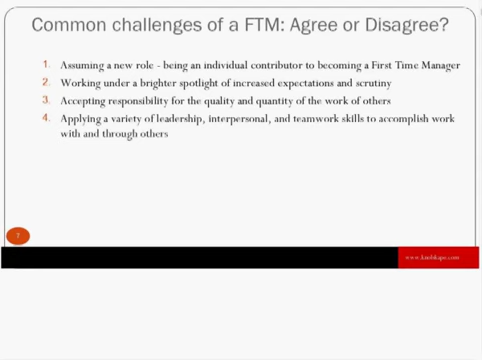 Common challenges of a FTM: Agree or Disagree?
1. Assuming a new role - being an individual contributor to becoming a First Time Manager
2. Working under a brighter spotlight of increased expectations and scrutiny
3. Accepting responsibility for the quality and quantity of the work of others
4. Applying a variety of leadership, interpersonal, and teamwork skills to accomplish work
with and through others
7